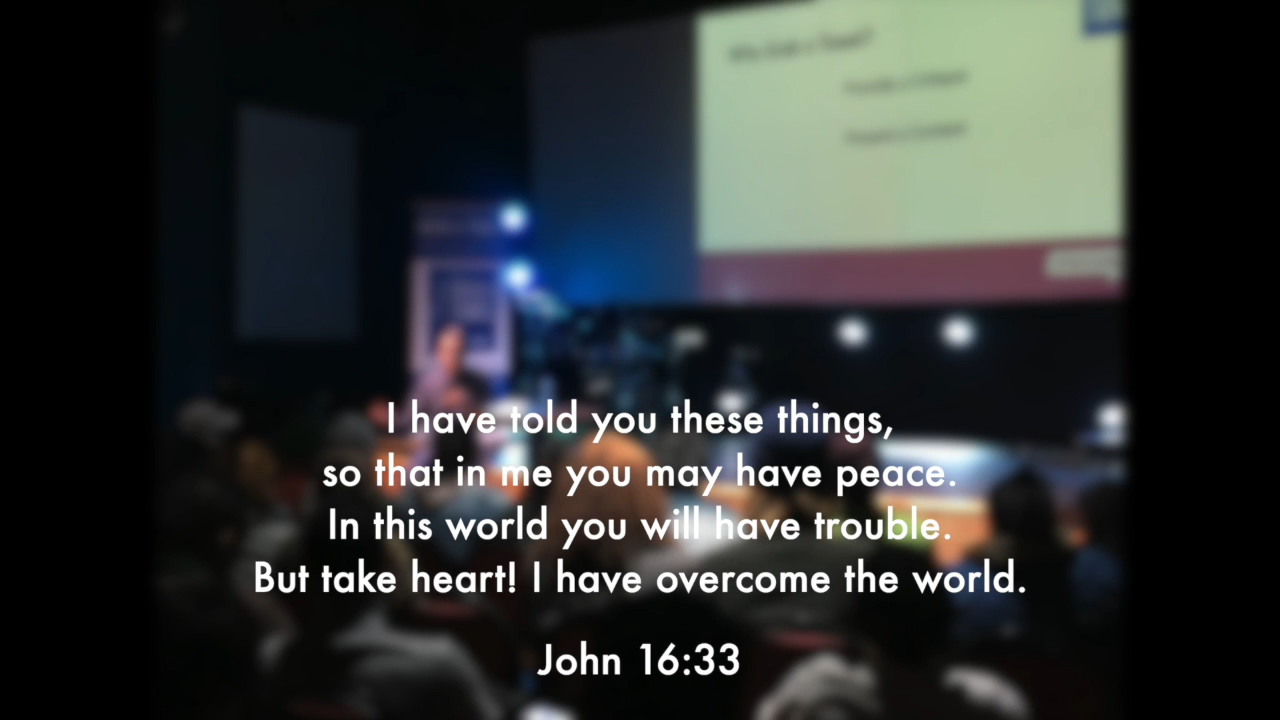 I have told you these things,
so that in me you may have peace.
In this world you will have trouble.
But take heart! I have overcome the world.
John 16:33